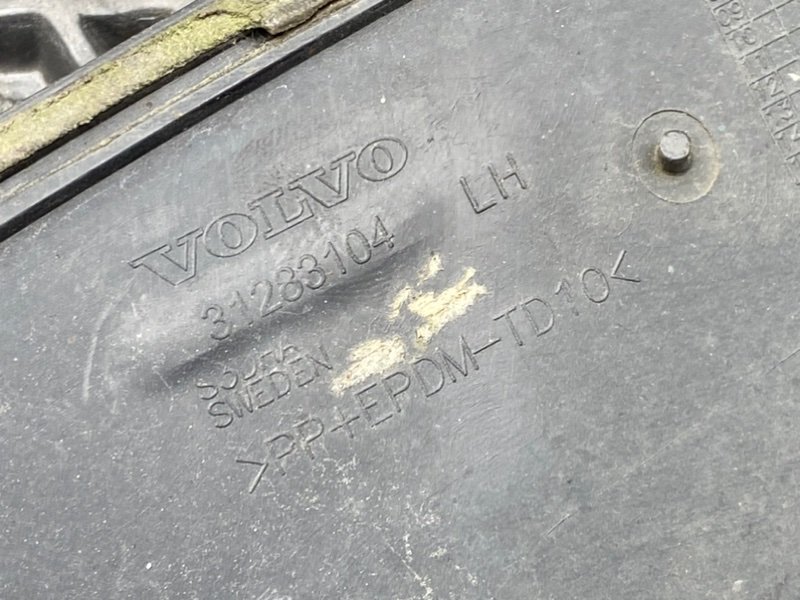 VOLVO
31283104 LH
SWEDEN
>PP+EPDM-TD10<